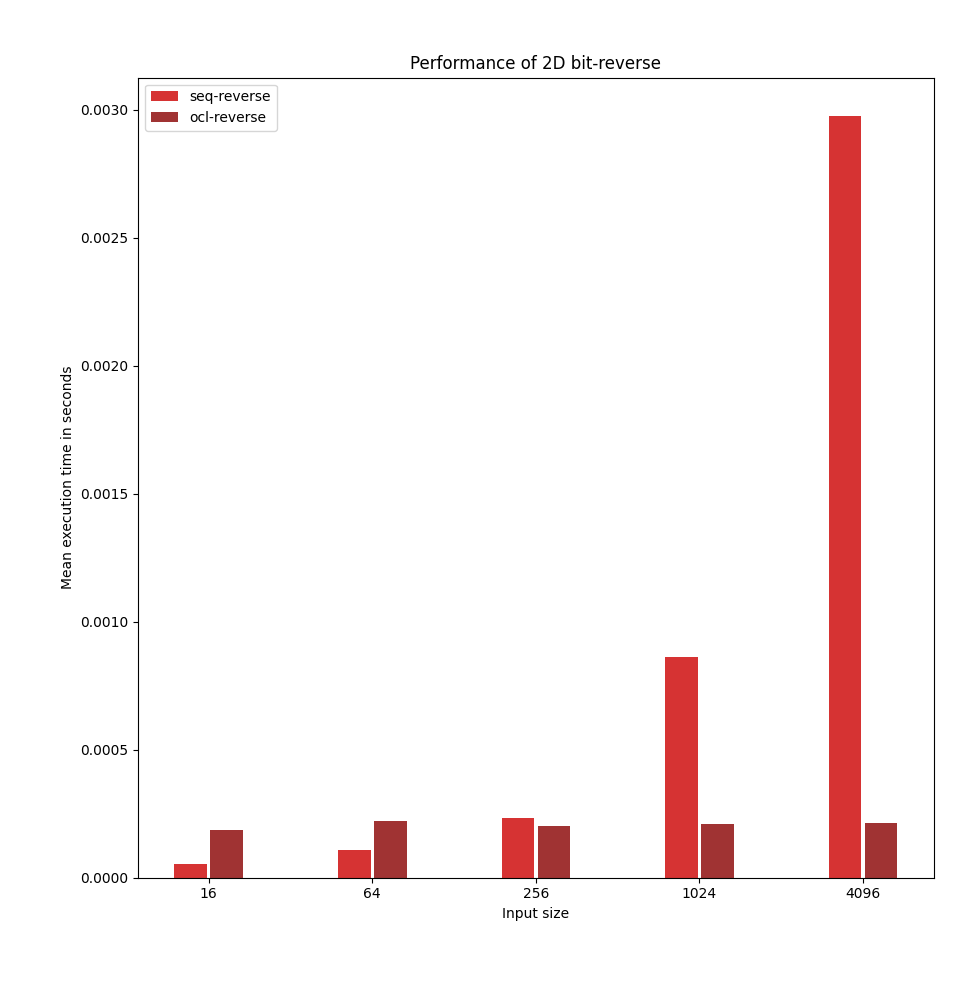 Performance of 2D bit-reverse
seq-reverse
ocl-reverse
0.0030
0.0025
0.0020
0.0015
0.0010
0.0005
0.0000
Mean execution time in seconds
16 64 256 1024 4096
Input size